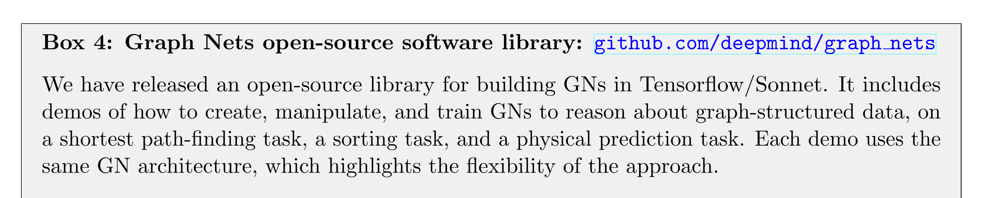 Box 4: Graph Nets open-source software library: github.com/deepmind/graph_nets
We have released an open-source library for building GNs in Tensorflow/Sonnet. It includes
demos of how to create, manipulate, and train GNs to reason about graph-structured data, on
a shortest path-finding task, a sorting task, and a physical prediction task. Each demo uses the
same GN architecture, which highlights the flexibility of the approach.